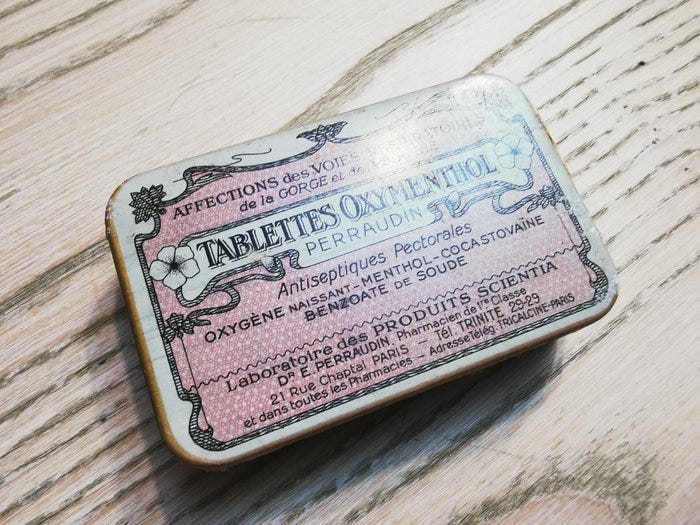 AFFECTIONS des VOIES RESPIRATOIRES
de la GORGE et de
TABLETTES OXYMENTHOL
PERRAUDIN
Antiseptiques Pectorales
OXYGÈNE NAISSANT-MENTHOL-COCASTOVAÏNE
BENZOATE DE SOUDE
Laboratoire des PRODUITS SCIENTIA
DR E. PERRAUDIN, Pharmacien de 1re Classe
21 Rue Chaptal, PARIS – Tél. TRINITÉ 29-29
et dans toutes les Pharmacies – Adresse Télég. TRICALCINE-PARIS